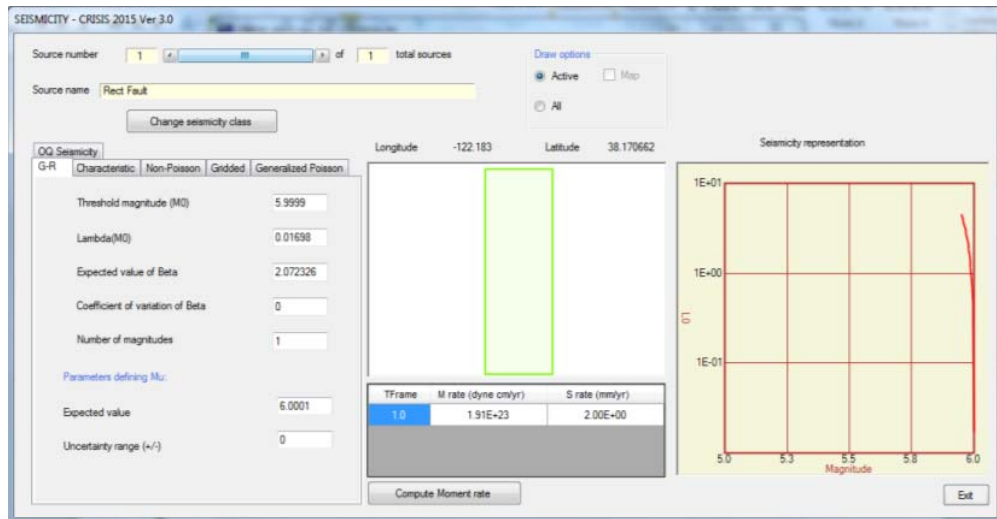 SEISMICITY - CRISIS 2015 Ver 3.0
Source number 1 of 1 total sources
Draw options
Active Map
All
Source name Rect Fault
Change seismicity class
OQ Seismicity
G-R Characteristic Non-Poisson Gridded Generalized Poisson
Threshold magnitude (M0) 5.9999
Lambda(M0) 0.01698
Expected value of Beta 2.072326
Coefficient of variation of Beta 0
Number of magnitudes 1
Parameters defining Mu:
Expected value 6.0001
Uncertainty range (+/-) 0
Longitude -122.183 Latitude 38.170662
TFrame M rate (dyne cm/yr) S rate (mm/yr)
1.0 1.91E+23 2.00E+00
Compute Moment rate
Seismicity representation
1E+01
1E+00
L0
1E-01
5.0 5.3 5.5 5.8 6.0
Magnitude
Exit